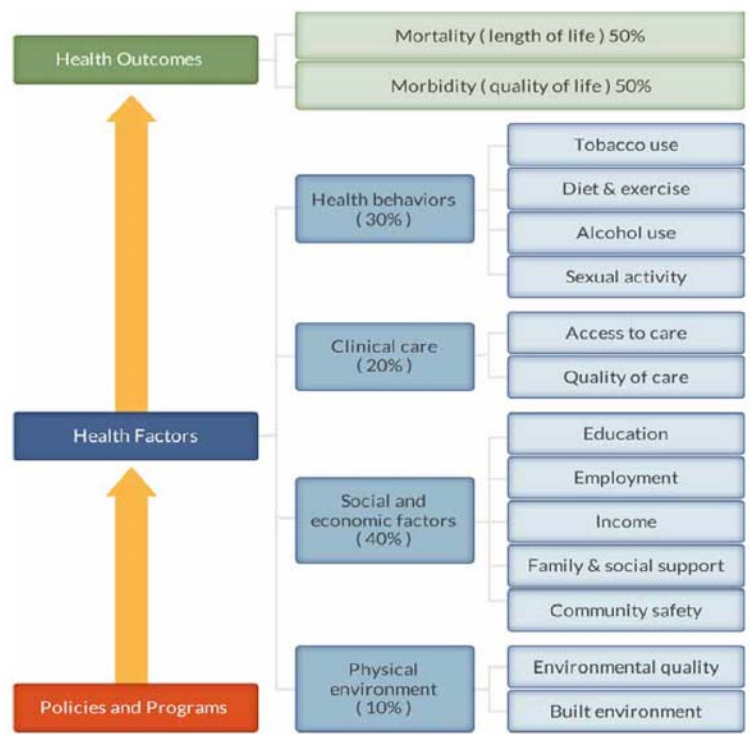 Health Outcomes
Mortality ( length of life ) 50%
Morbidity ( quality of life ) 50%
Health behaviors
( 30% )
Tobacco use
Diet & exercise
Alcohol use
Sexual activity
Clinical care
( 20% )
Access to care
Quality of care
Health Factors
Social and
economic factors
( 40% )
Education
Employment
Income
Family & social support
Community safety
Physical
environment
( 10% )
Environmental quality
Built environment
Policies and Programs